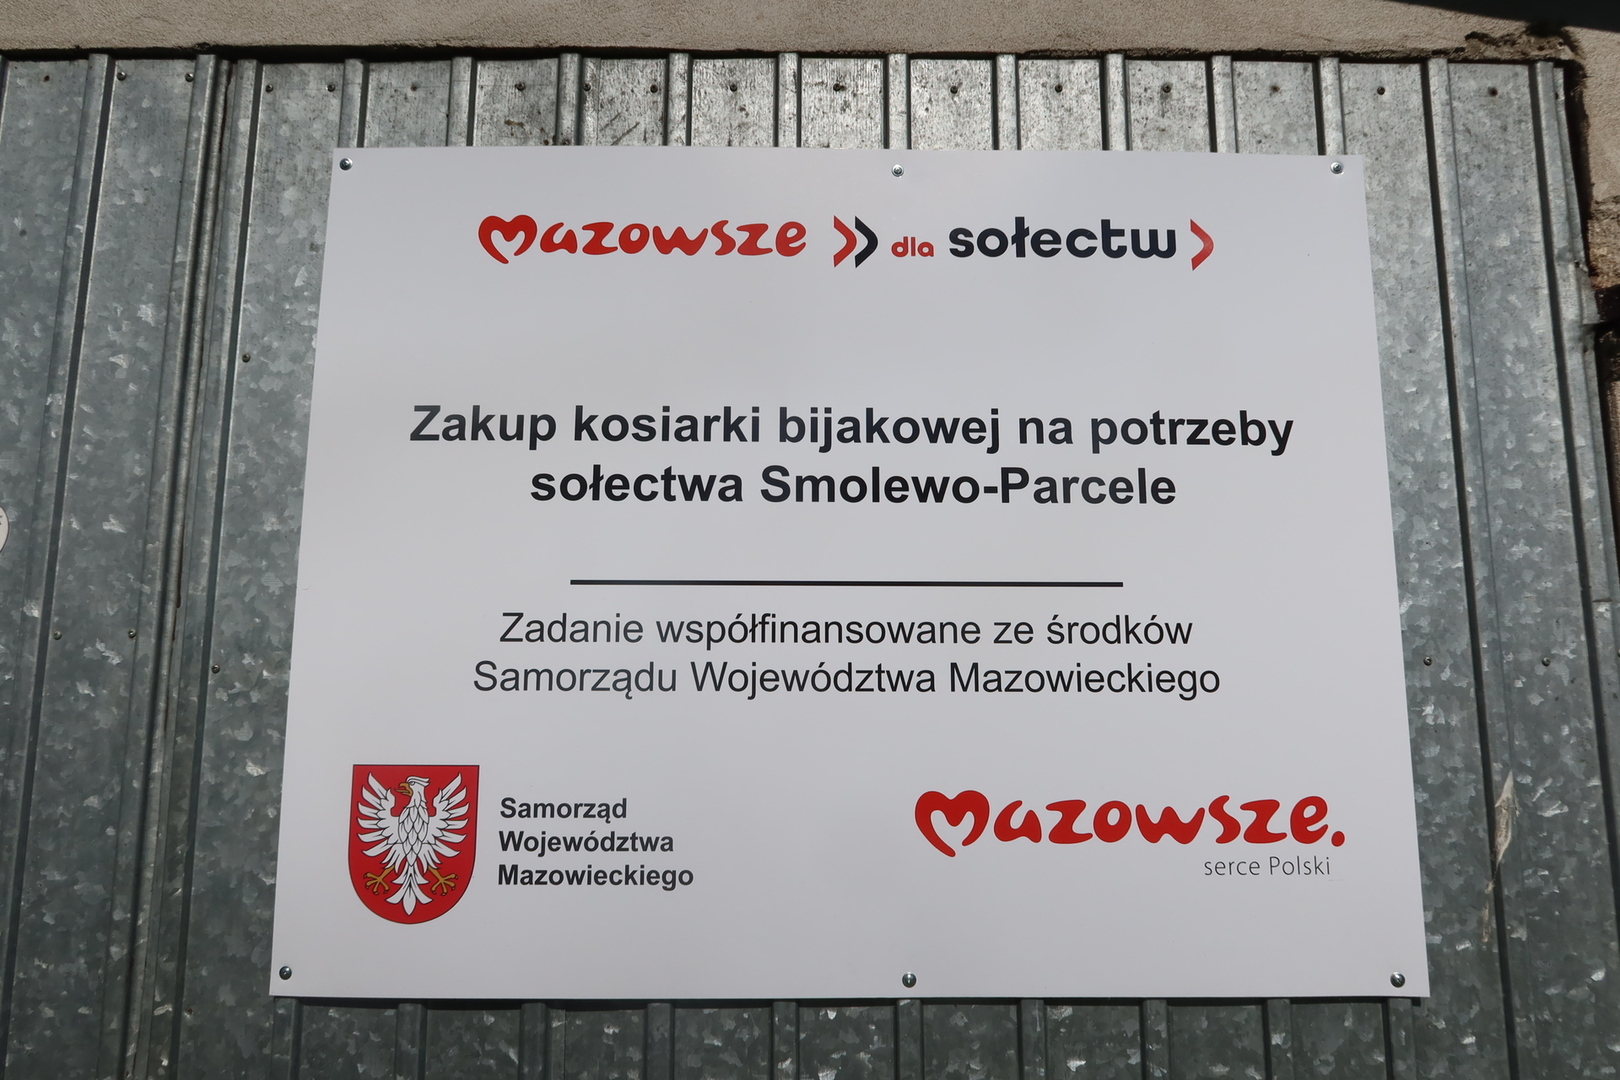 mazowsze dla sołectw
Zakup kosiarki bijakowej na potrzeby
sołectwa Smolewo-Parcele
Zadanie współfinansowane ze środków
Samorządu Województwa Mazowieckiego
Samorząd
Województwa
Mazowieckiego
mazowsze.
serce Polski